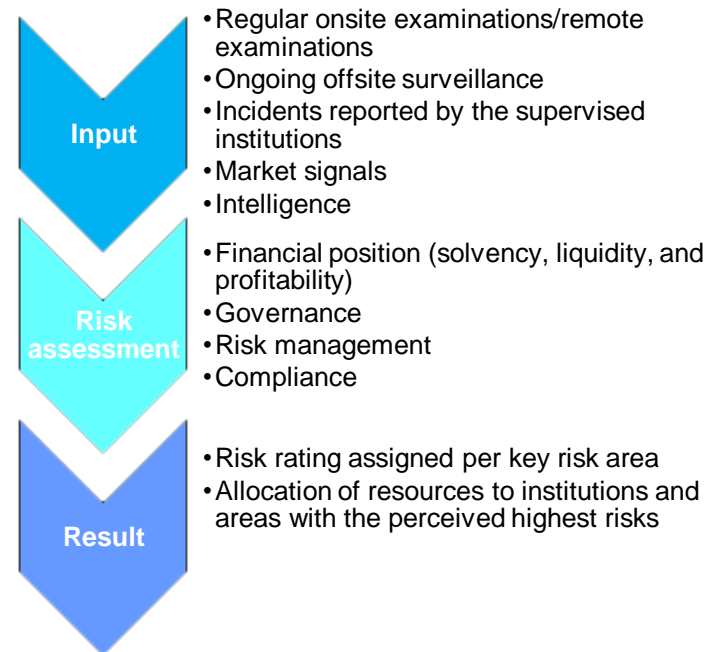 Input
•Regular onsite examinations/remote
examinations
•Ongoing offsite surveillance
•Incidents reported by the supervised
institutions
•Market signals
•Intelligence
Risk
assessment
•Financial position (solvency, liquidity, and
profitability)
•Governance
•Risk management
•Compliance
Result
•Risk rating assigned per key risk area
•Allocation of resources to institutions and
areas with the perceived highest risks